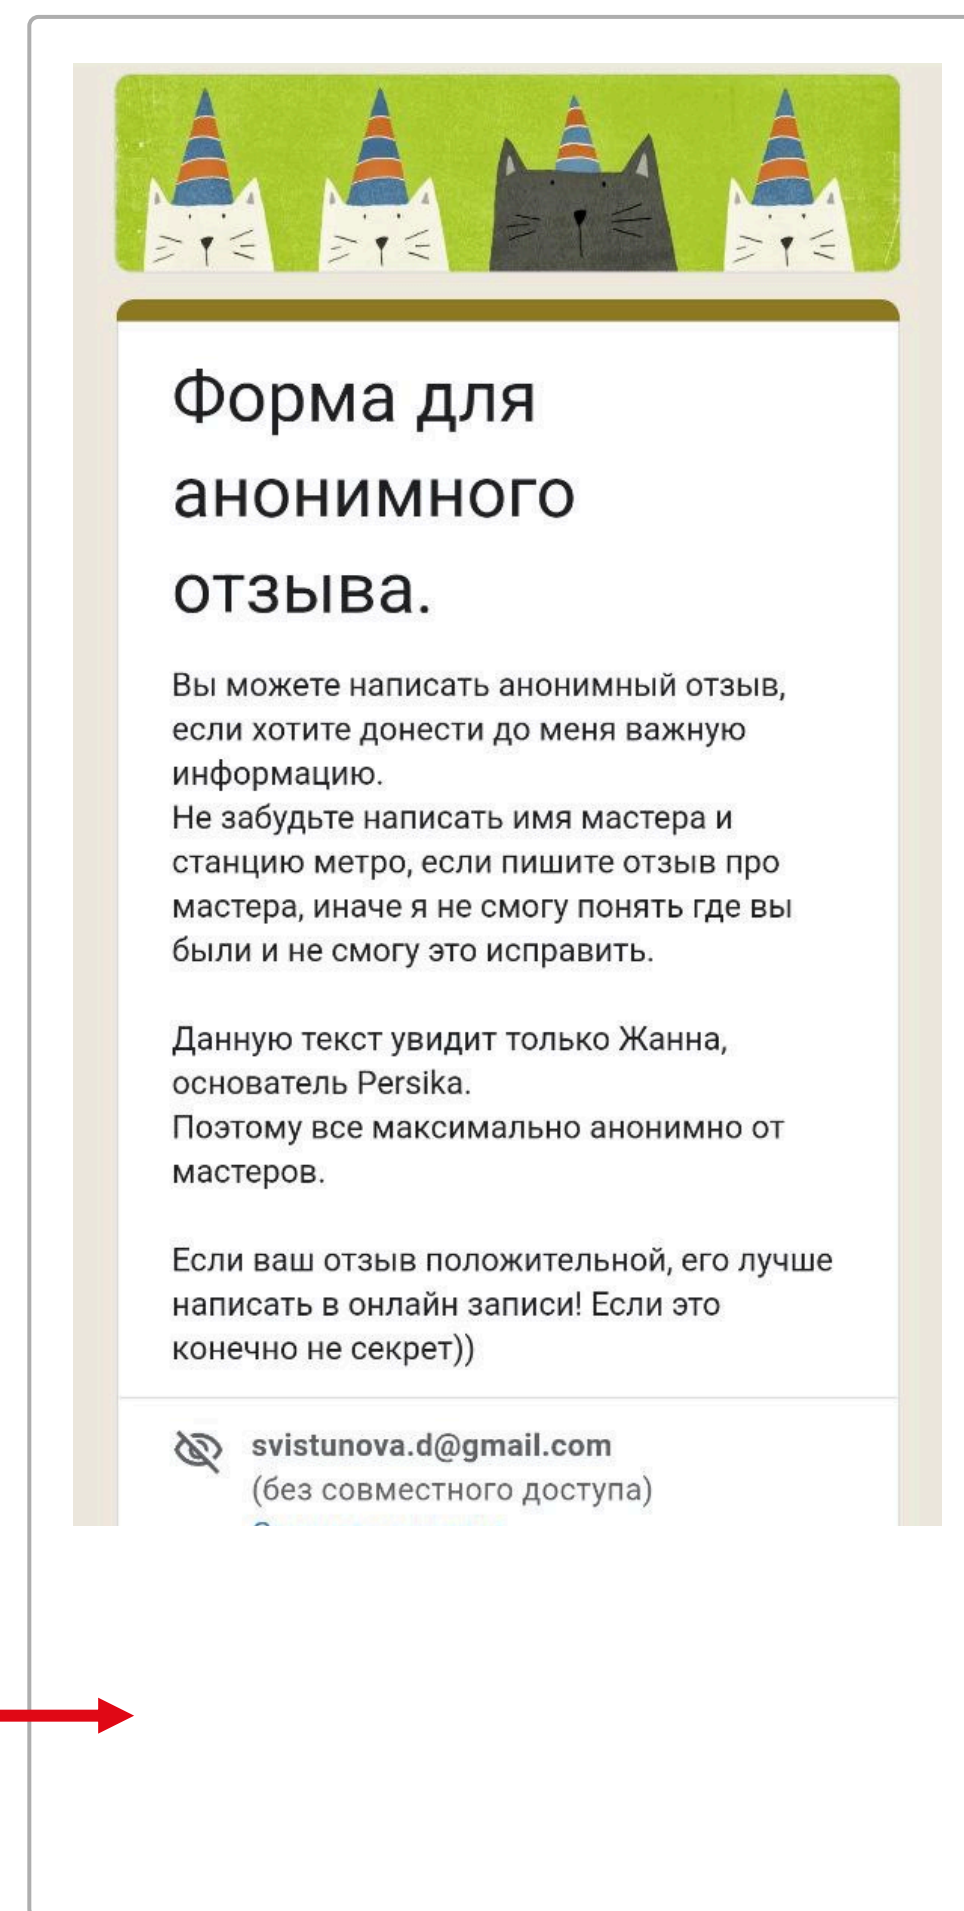 Форма для
анонимного
отзыва.
Вы можете написать анонимный отзыв,
если хотите донести до меня важную
информацию.
Не забудьте написать имя мастера и
станцию метро, если пишите отзыв про
мастера, иначе я не смогу понять где вы
были и не смогу это исправить.
Данную текст увидит только Жанна,
основатель Persika.
Поэтому все максимально анонимно от
мастеров.
Если ваш отзыв положительной, его лучше
написать в онлайн записи! Если это
конечно не секрет))
svistunova.d@gmail.com
(без совместного доступа)